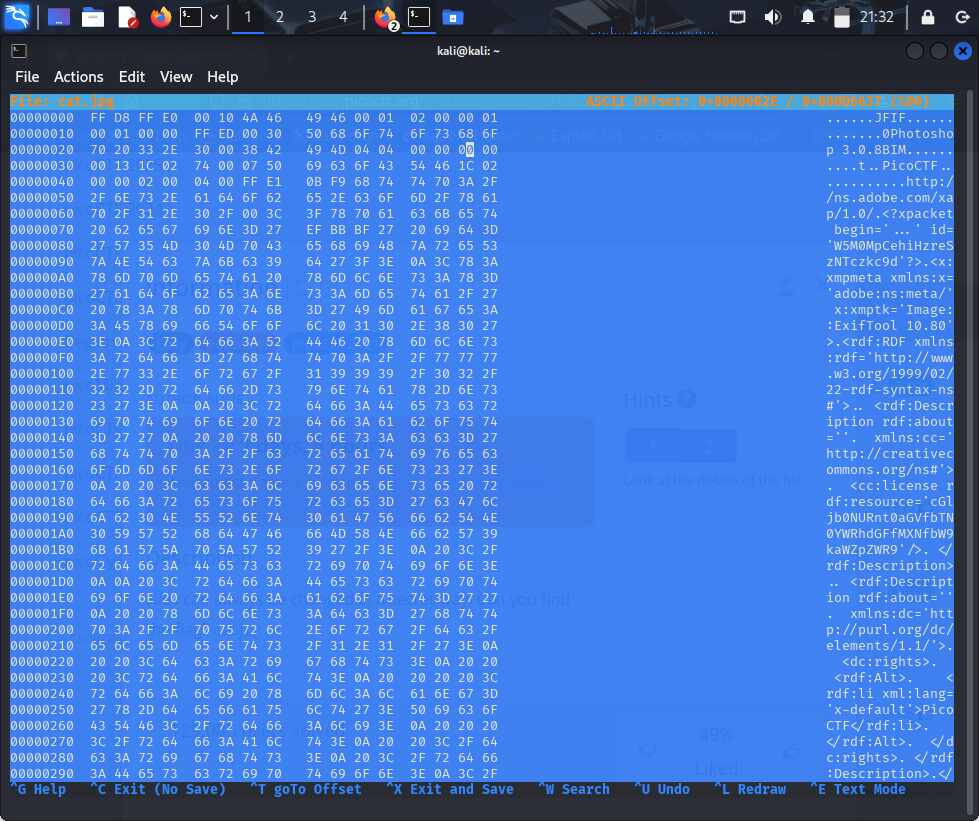 1 2 3 4 2 21:32
kali@kali: ~
File Actions Edit View Help
File: cat.jpg ASCII Offset: 0×0000002E / 0×000D6637 (%00)
00000000 FF D8 FF E0 00 10 4A 46 49 46 00 01 02 00 00 01 ......JFIF......
00000010 00 01 00 00 FF ED 00 30 50 68 6F 74 6F 73 68 6F .......0Photosho
00000020 70 20 33 2E 30 00 38 42 49 4D 04 04 00 00 00 00 p 3.0.8BIM......
00000030 00 13 1C 02 74 00 07 50 69 63 6F 43 54 46 1C 02 ....t..PicoCTF..
00000040 00 00 02 00 04 00 FF E1 0B F9 68 74 74 70 3A 2F ..........http:/
00000050 2F 6E 73 2E 61 64 6F 62 65 2E 63 6F 6D 2F 78 61 /ns.adobe.com/xa
00000060 70 2F 31 2E 30 2F 00 3C 3F 78 70 61 63 6B 65 74 p/1.0/.<?xpacket
00000070 20 62 65 67 69 6E 3D 27 EF BB BF 27 20 69 64 3D begin='...' id=
00000080 27 57 35 4D 30 4D 70 43 65 68 69 48 7A 72 65 53 'W5M0MpCehiHzreS
00000090 7A 4E 54 63 7A 6B 63 39 64 27 3F 3E 0A 3C 78 3A zNTczkc9d'?>.<x:
000000A0 78 6D 70 6D 65 74 61 20 78 6D 6C 6E 73 3A 78 3D xmpmeta xmlns:x=
000000B0 27 61 64 6F 62 65 3A 6E 73 3A 6D 65 74 61 2F 27 'adobe:ns:meta/'
000000C0 20 78 3A 78 6D 70 74 6B 3D 27 49 6D 61 67 65 3A x:xmptk='Image:
000000D0 3A 45 78 69 66 54 6F 6F 6C 20 31 30 2E 38 30 27 :ExifTool 10.80'
000000E0 3E 0A 3C 72 64 66 3A 52 44 46 20 78 6D 6C 6E 73 >.<rdf:RDF xmlns
000000F0 3A 72 64 66 3D 27 68 74 74 70 3A 2F 2F 77 77 77 :rdf='http://www
00000100 2E 77 33 2E 6F 72 67 2F 31 39 39 39 2F 30 32 2F .w3.org/1999/02/
00000110 32 32 2D 72 64 66 2D 73 79 6E 74 61 78 2D 6E 73 22-rdf-syntax-ns
00000120 23 27 3E 0A 0A 20 3C 72 64 66 3A 44 65 73 63 72 #'>.. <rdf:Descr
00000130 69 70 74 69 6F 6E 20 72 64 66 3A 61 62 6F 75 74 iption rdf:about
00000140 3D 27 27 0A 20 20 78 6D 6C 6E 73 3A 63 63 3D 27 =''. xmlns:cc='
00000150 68 74 74 70 3A 2F 2F 63 72 65 61 74 69 76 65 63 http://creativec
00000160 6F 6D 6D 6F 6E 73 2E 6F 72 67 2F 6E 73 23 27 3E ommons.org/ns#'>
00000170 0A 20 20 3C 63 63 3A 6C 69 63 65 6E 73 65 20 72 . <cc:license r
00000180 64 66 3A 72 65 73 6F 75 72 63 65 3D 27 63 47 6C df:resource='cGl
00000190 6A 62 30 4E 55 52 6E 74 30 61 47 56 66 62 54 4E jb0NURnt0aGVfbTN
000001A0 30 59 57 52 68 64 47 46 66 4D 58 4E 66 62 57 39 0YWRhdGFfMXNfbW9
000001B0 6B 61 57 5A 70 5A 57 52 39 27 2F 3E 0A 20 3C 2F kaWZpZWR9'/>. </
000001C0 72 64 66 3A 44 65 73 63 72 69 70 74 69 6F 6E 3E rdf:Description>
000001D0 0A 0A 20 3C 72 64 66 3A 44 65 73 63 72 69 70 74 .. <rdf:Descript
000001E0 69 6F 6E 20 72 64 66 3A 61 62 6F 75 74 3D 27 27 ion rdf:about=''
000001F0 0A 20 20 78 6D 6C 6E 73 3A 64 63 3D 27 68 74 74 . xmlns:dc='htt
00000200 70 3A 2F 2F 70 75 72 6C 2E 6F 72 67 2F 64 63 2F p://purl.org/dc/
00000210 65 6C 65 6D 65 6E 74 73 2F 31 2E 31 2F 27 3E 0A elements/1.1/'>.
00000220 20 20 3C 64 63 3A 72 69 67 68 74 73 3E 0A 20 20 <dc:rights>.
00000230 20 3C 72 64 66 3A 41 6C 74 3E 0A 20 20 20 20 3C <rdf:Alt>. <
00000240 72 64 66 3A 6C 69 20 78 6D 6C 3A 6C 61 6E 67 3D rdf:li xml:lang=
00000250 27 78 2D 64 65 66 61 75 6C 74 27 3E 50 69 63 6F 'x-default'>Pico
00000260 43 54 46 3C 2F 72 64 66 3A 6C 69 3E 0A 20 20 20 CTF</rdf:li>.
00000270 3C 2F 72 64 66 3A 41 6C 74 3E 0A 20 20 3C 2F 64 </rdf:Alt>. </d
00000280 63 3A 72 69 67 68 74 73 3E 0A 20 3C 2F 72 64 66 c:rights>. </rdf
00000290 3A 44 65 73 63 72 69 70 74 69 6F 6E 3E 0A 3C 2F :Description>.</
^G Help ^C Exit (No Save) ^T goTo Offset ^X Exit and Save ^W Search ^U Undo ^L Redraw ^E Text Mode
Exploit-DB Google Hacking DB
Hints ?
1 2
Look at the details of the file
49%
Liked